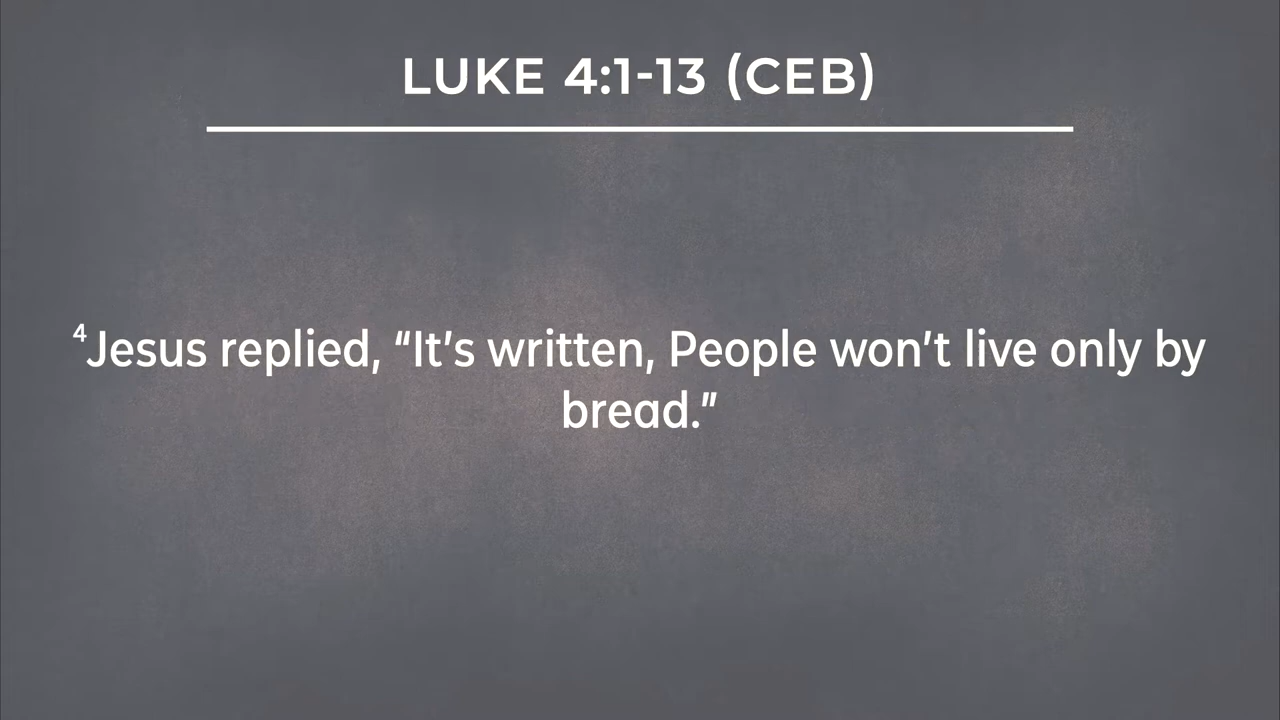 LUKE 4:1-13 (CEB)
⁴Jesus replied, “It’s written, People won’t live only by
bread.”